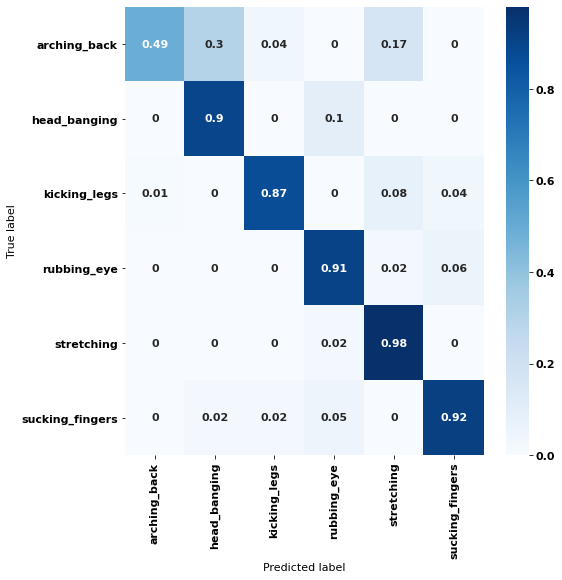 arching_back 0.49 0.3 0.04 0 0.17 0
head_banging 0 0.9 0 0.1 0 0
kicking_legs 0.01 0 0.87 0 0.08 0.04
rubbing_eye 0 0 0 0.91 0.02 0.06
stretching 0 0 0 0.02 0.98 0
sucking_fingers 0 0.02 0.02 0.05 0 0.92
True label
arching_back
head_banging
kicking_legs
rubbing_eye
stretching
sucking_fingers
Predicted label
0.8
0.6
0.4
0.2
0.0